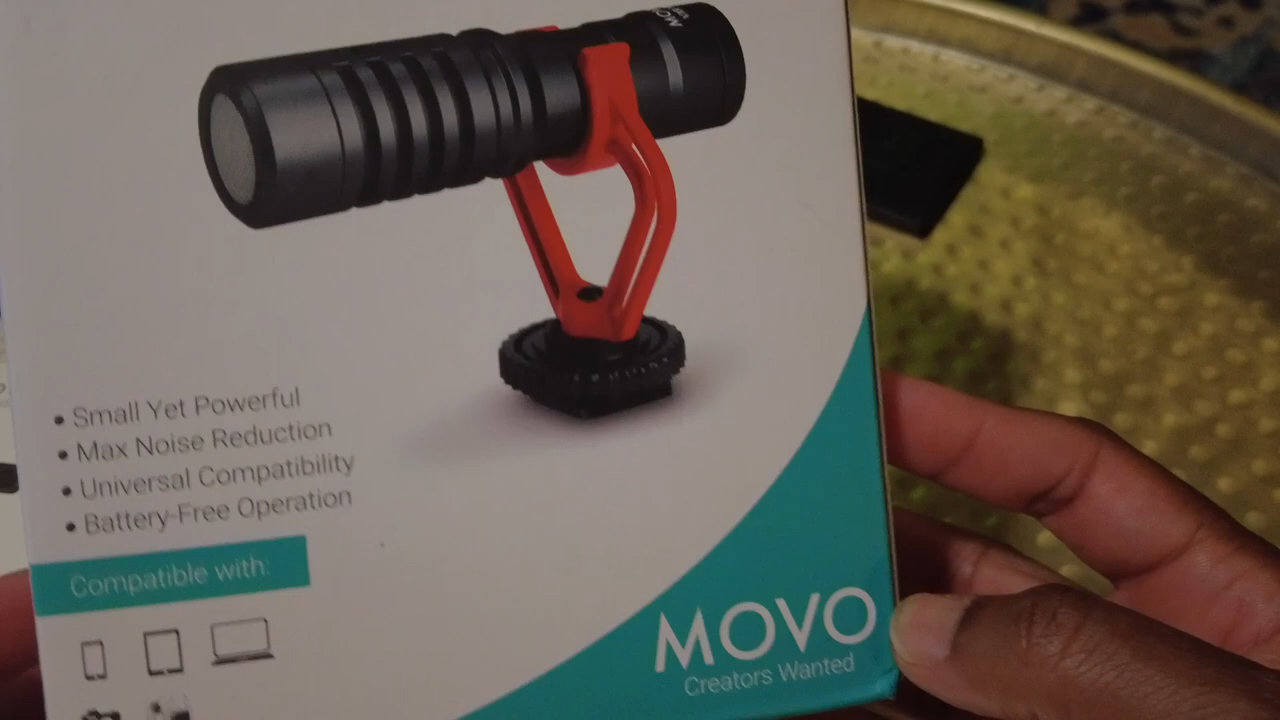 • Small Yet Powerful
• Max Noise Reduction
• Universal Compatibility
• Battery-Free Operation
Compatible with:
MOVO
Creators Wanted